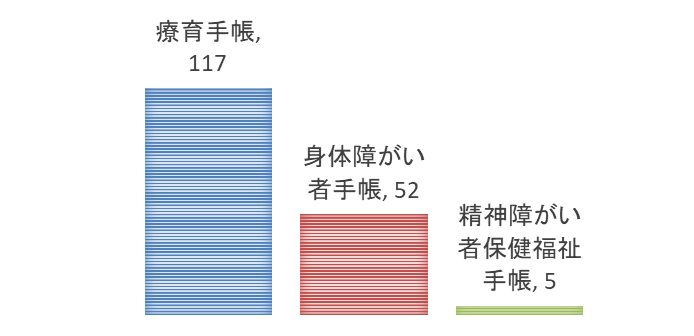 療育手帳,
117
身体障がい
者手帳, 52
精神障がい
者保健福祉
手帳, 5